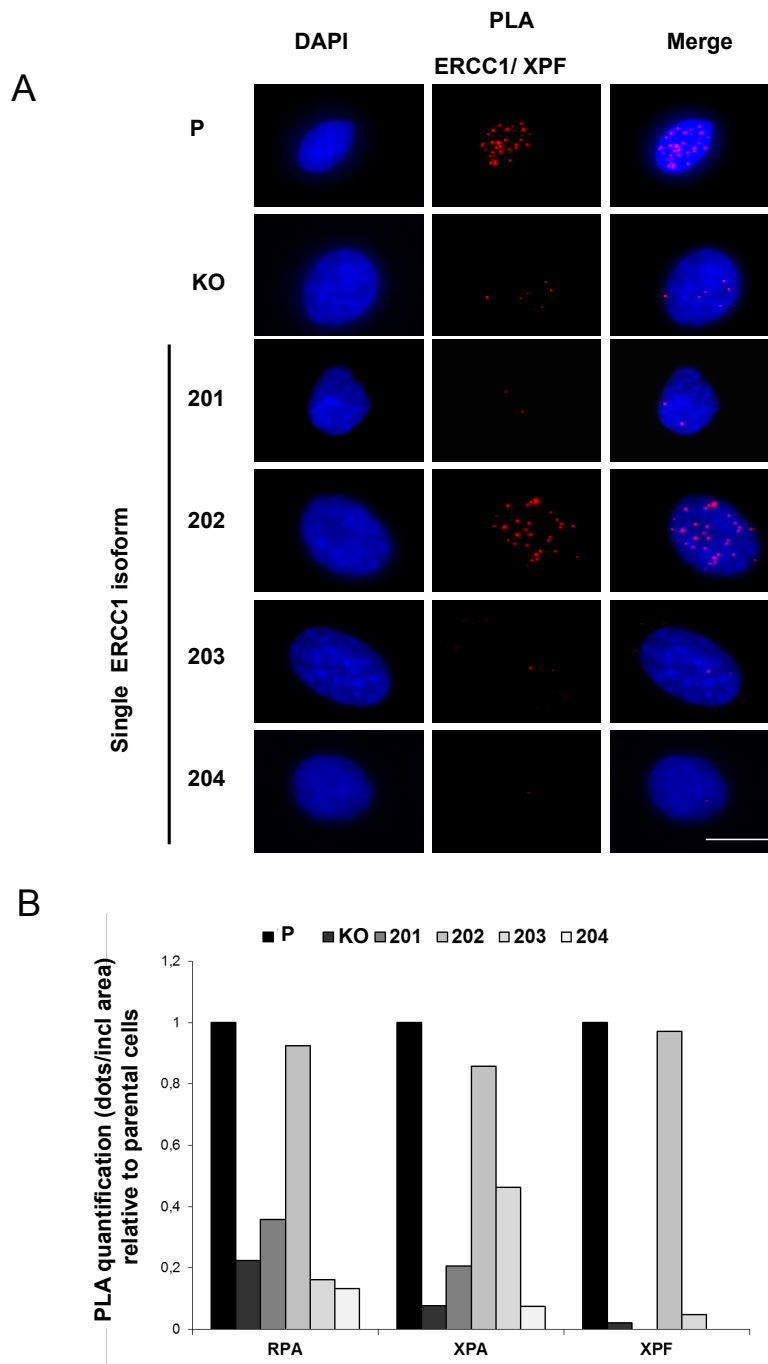 PLA
DAPI
Merge
ERCC1/ XPF
A
P
KO
201
202
203
204
Single ERCC1 isoform
B
P KO 201 202 203 204
PLA quantification (dots/incl area)
relative to parental cells
1,2
1
0,8
0,6
0,4
0,2
0
RPA XPA XPF